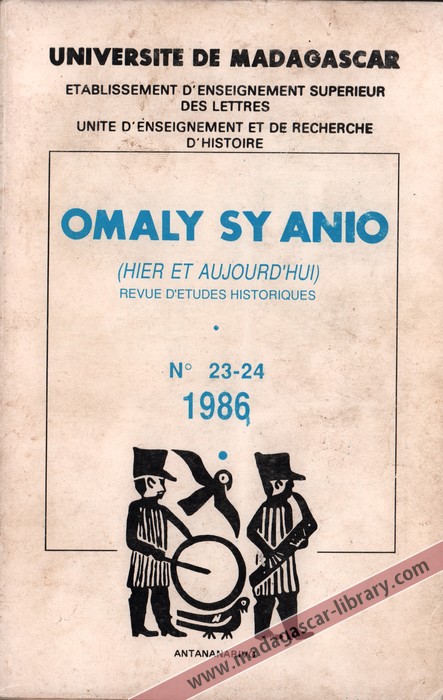 UNIVERSITE DE MADAGASCAR
ETABLISSEMENT D'ENSEIGNEMENT SUPERIEUR
DES LETTRES
UNITE D'ENSEIGNEMENT ET DE RECHERCHE
D'HISTOIRE
OMALY SY ANIO
(HIER ET AUJOURD'HUI)
REVUE D'ETUDES HISTORIQUES
N° 23-24
1986
www.madagascar-library.com